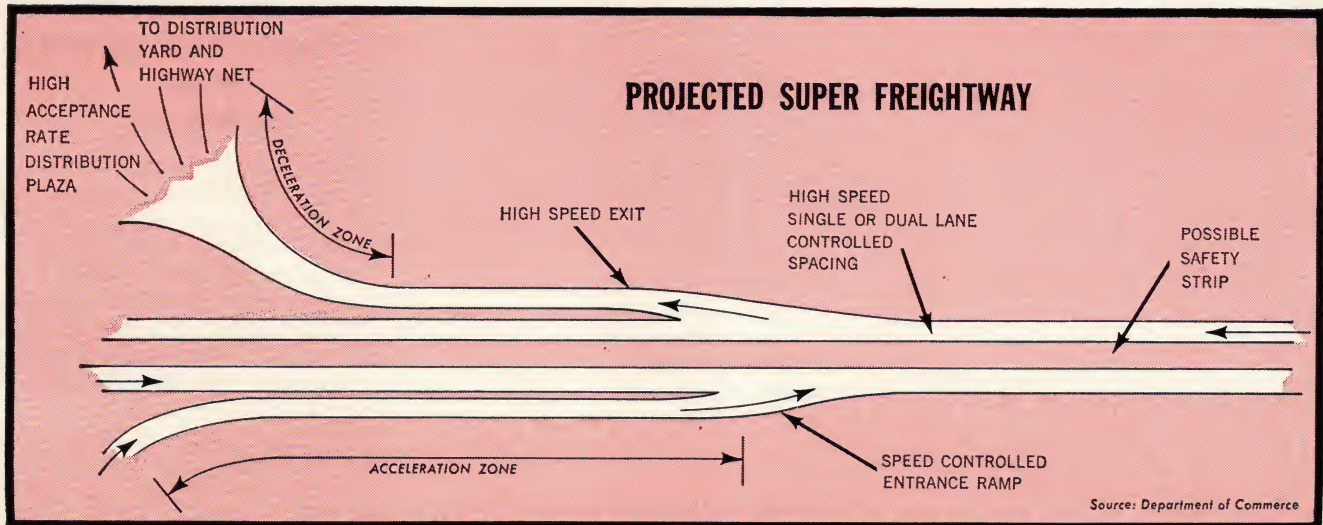 PROJECTED SUPER FREIGHTWAY
TO DISTRIBUTION
YARD AND
HIGHWAY NET
HIGH
ACCEPTANCE
RATE
DISTRIBUTION
PLAZA
DECELERATION ZONE
HIGH SPEED EXIT
HIGH SPEED
SINGLE OR DUAL LANE
CONTROLLED
SPACING
POSSIBLE
SAFETY
STRIP
ACCELERATION ZONE
SPEED CONTROLLED
ENTRANCE RAMP
Source: Department of Commerce